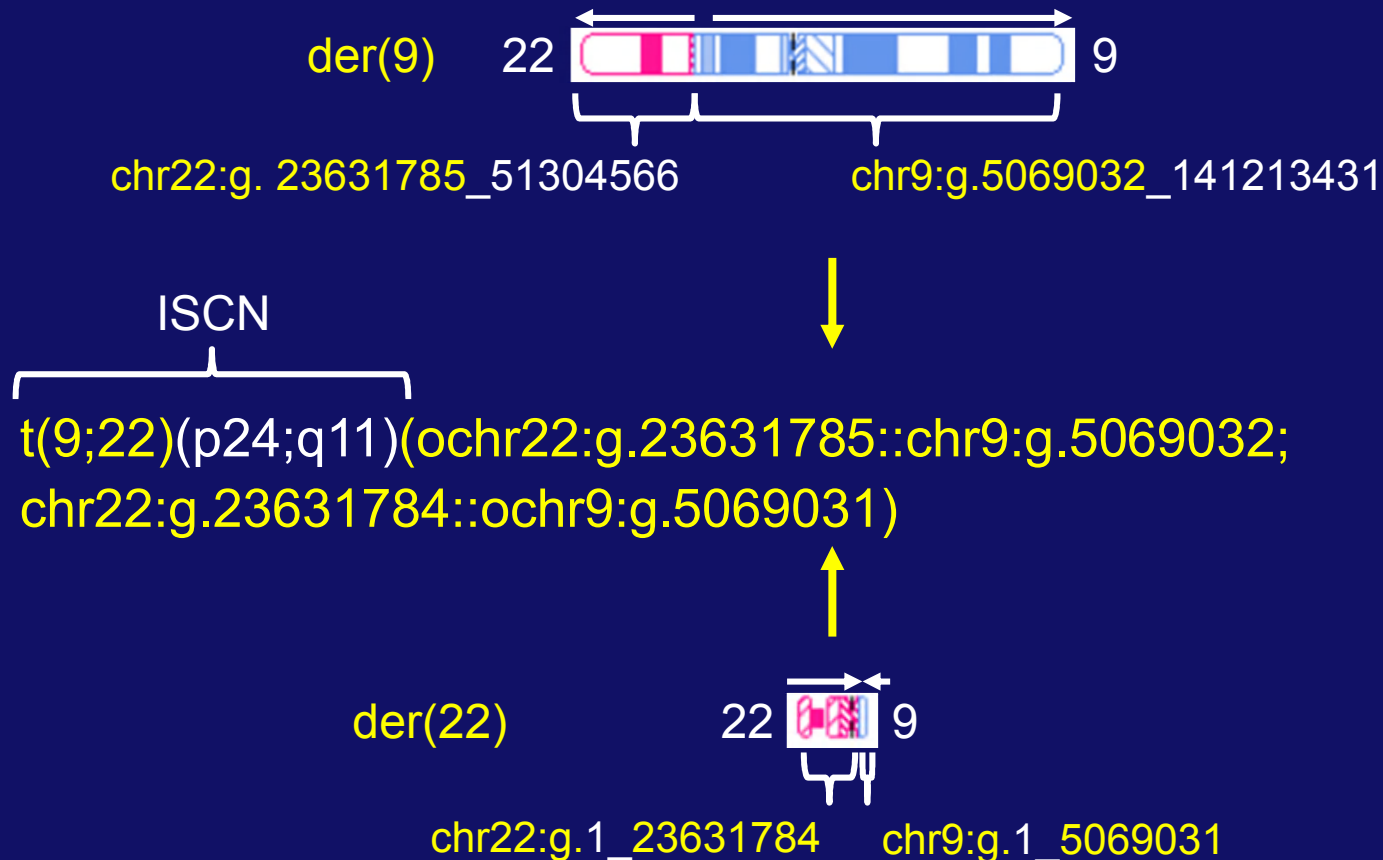 der(9) 22 9
chr22:g. 23631785_51304566 chr9:g.5069032_141213431
ISCN
t(9;22)(p24;q11)(ochr22:g.23631785::chr9:g.5069032;
chr22:g.23631784::ochr9:g.5069031)
der(22) 22 9
chr22:g.1_23631784 chr9:g.1_5069031